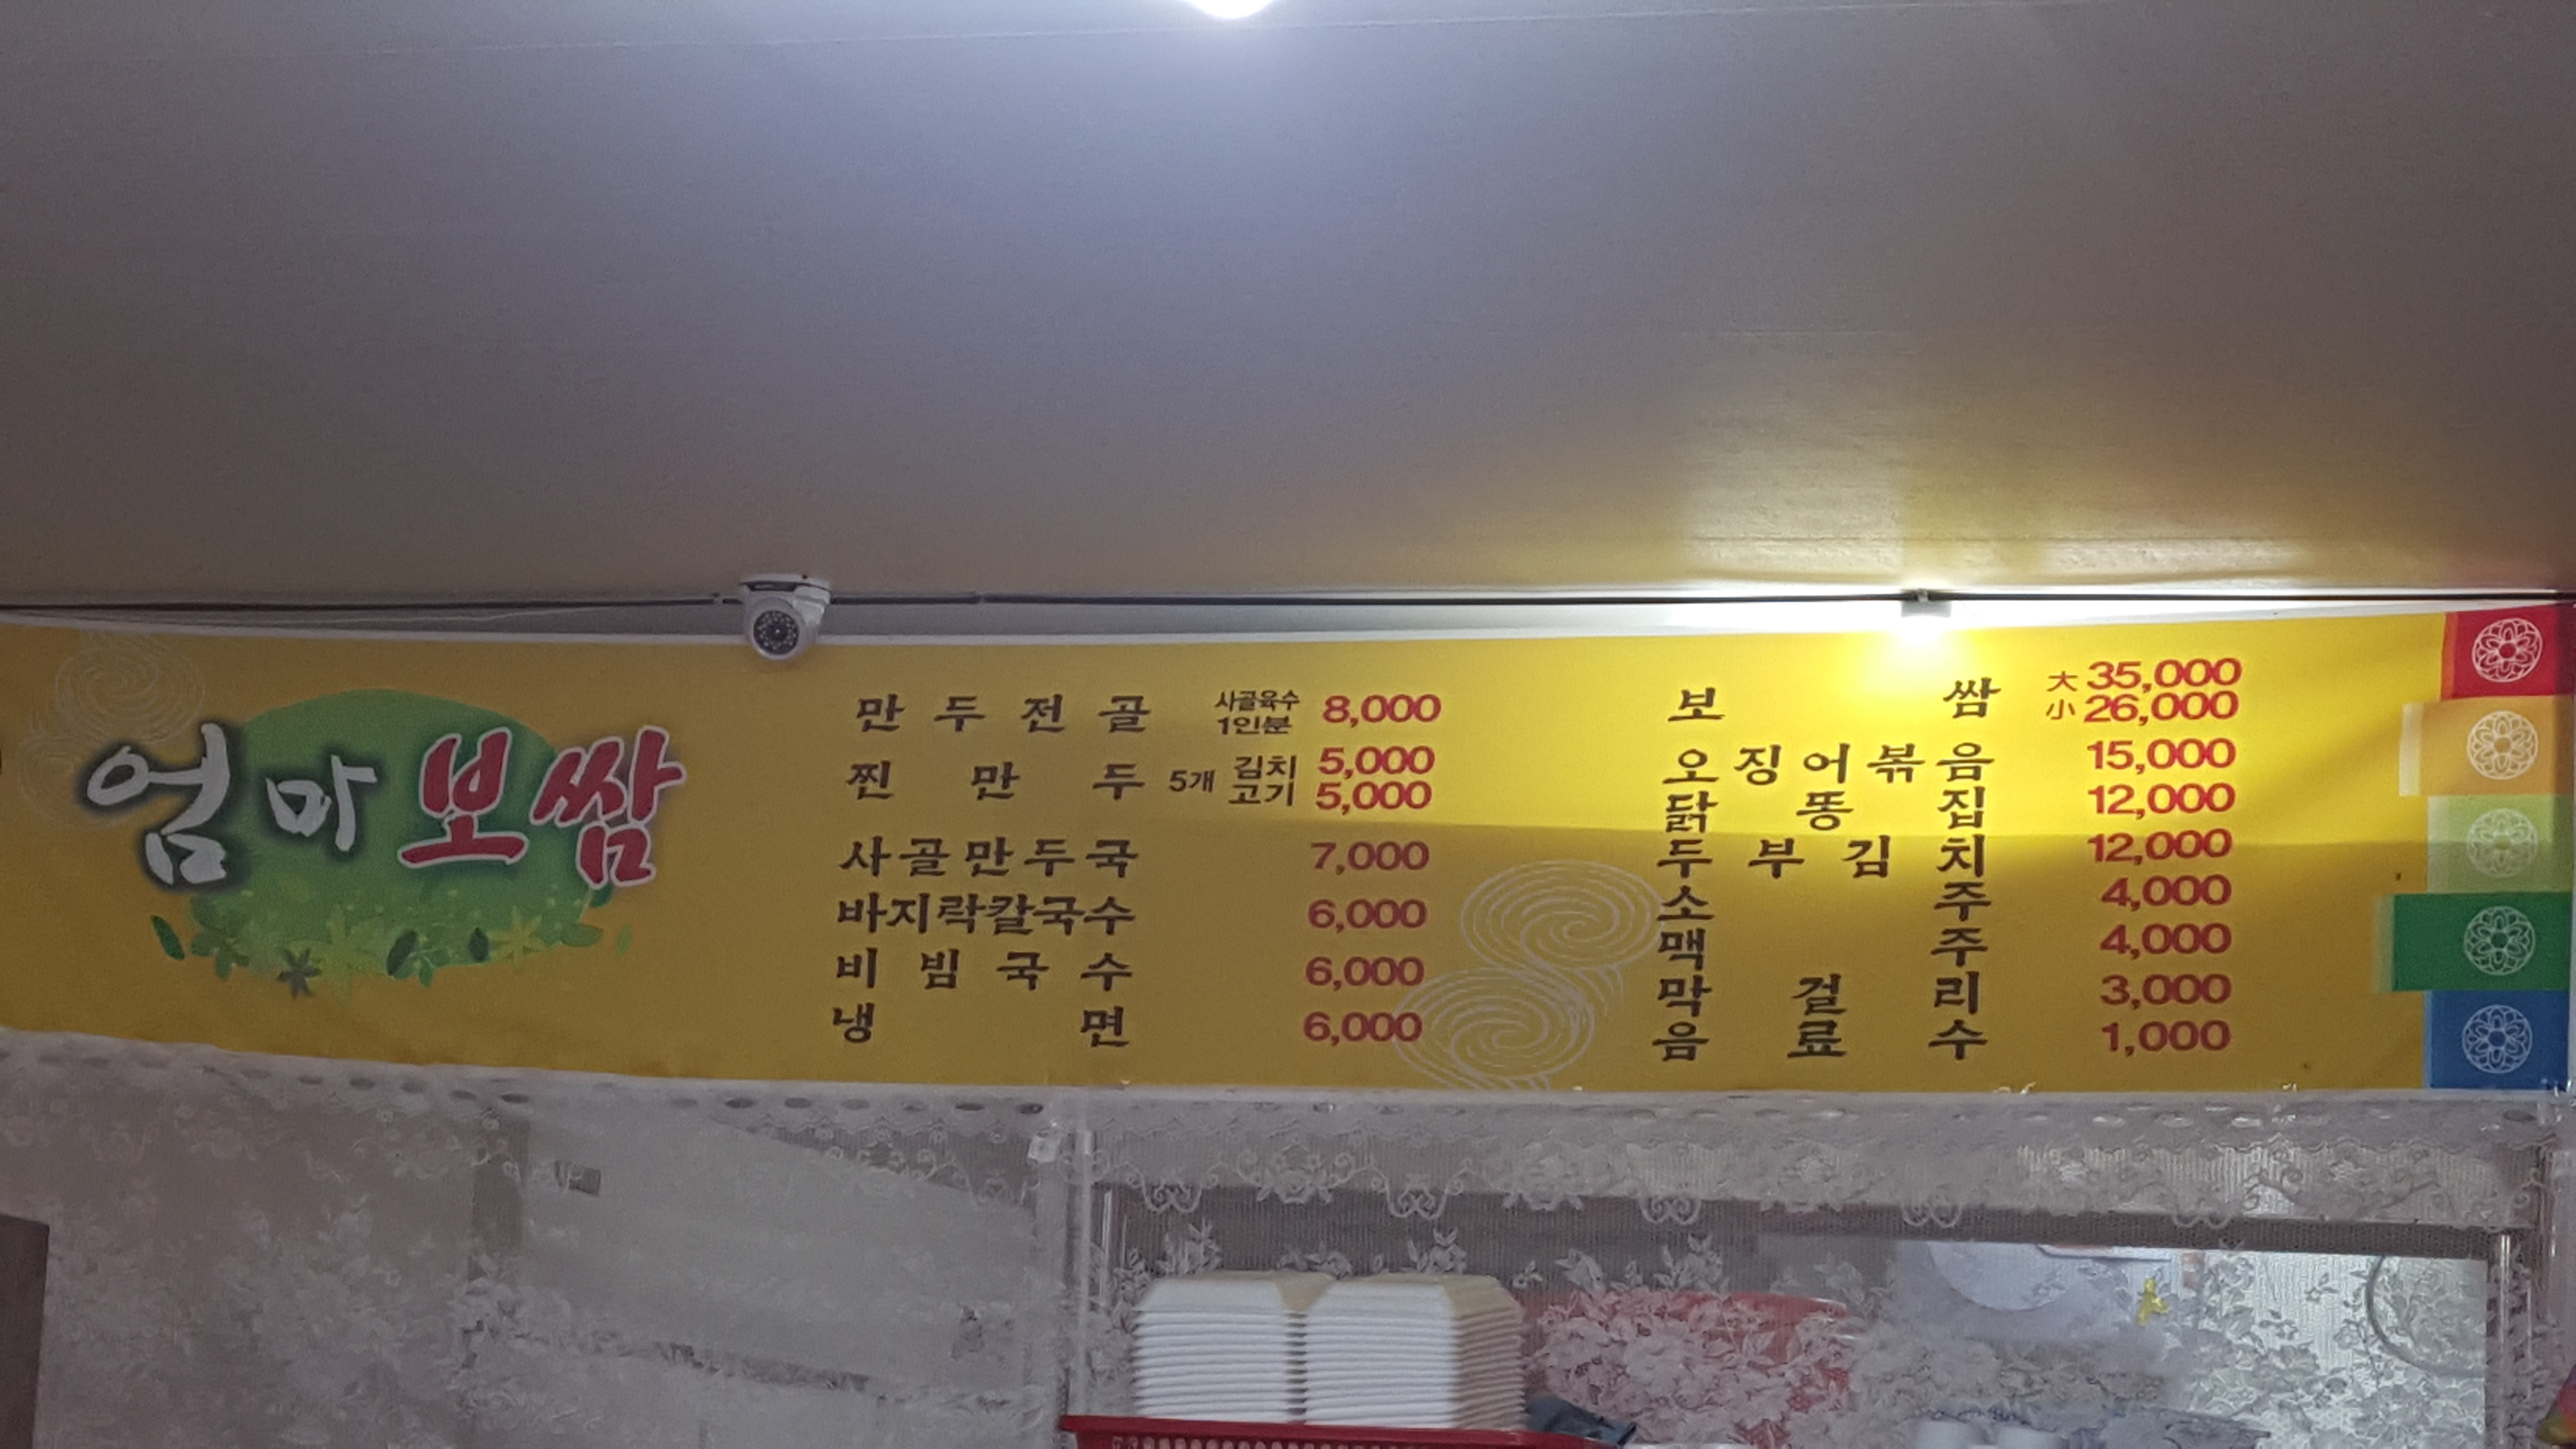 엄마보쌈
만두전골 사골육수 1인분 8,000
찐만두 5개 김치 5,000
고기 5,000
사골만두국 7,000
바지락칼국수 6,000
비빔국수 6,000
냉면 6,000
보쌈 大 35,000
小 26,000
오징어볶음 15,000
닭똥집 12,000
두부김치 12,000
소주 4,000
맥주 4,000
막걸리 3,000
음료수 1,000